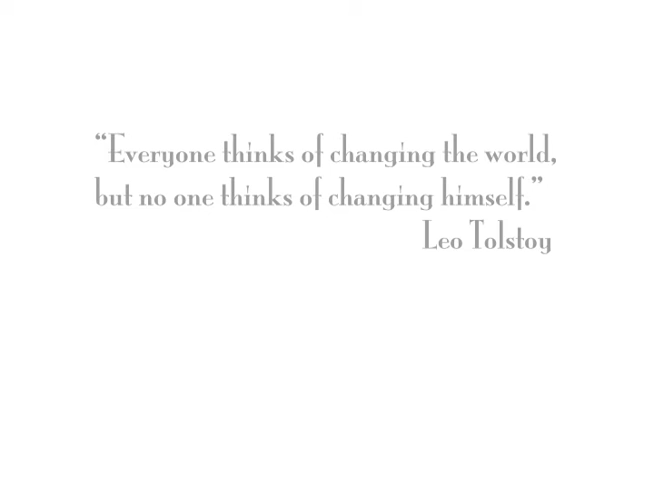 “Everyone thinks of changing the world,
but no one thinks of changing himself.”
Leo Tolstoy